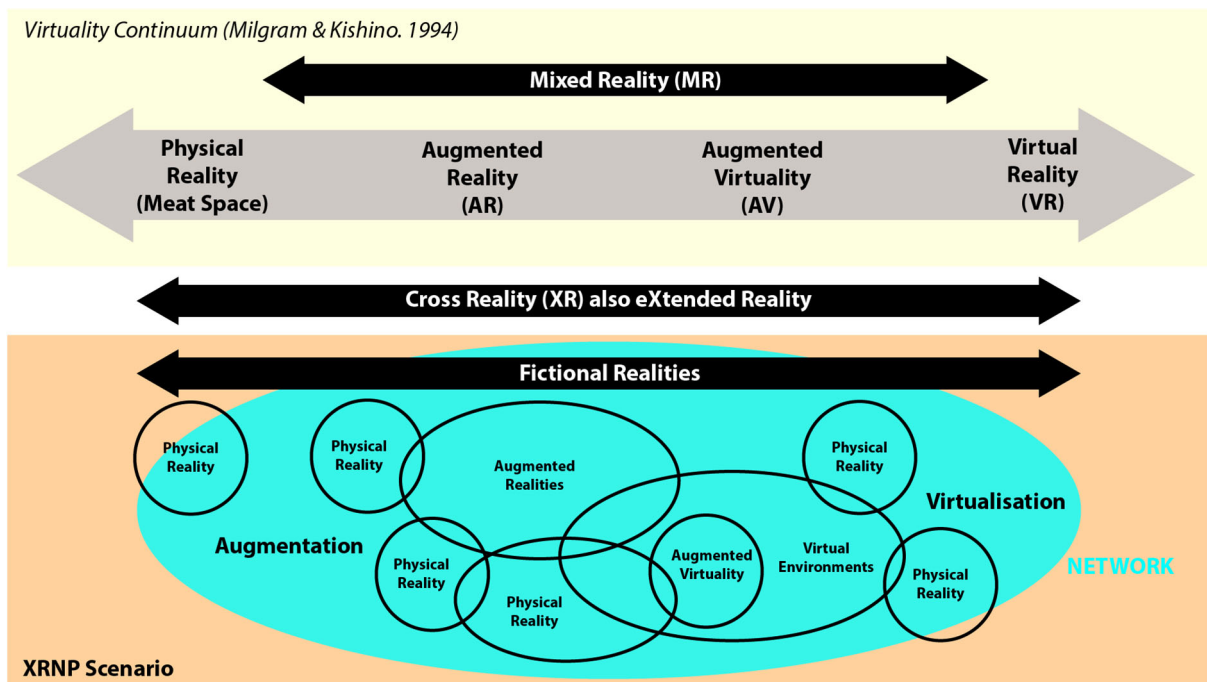 Virtuality Continuum (Milgram & Kishino. 1994)
Mixed Reality (MR)
Physical
Reality
(Meat Space)
Augmented
Reality
(AR)
Augmented
Virtuality
(AV)
Virtual
Reality
(VR)
Cross Reality (XR) also eXtended Reality
Fictional Realities
Physical
Reality
Physical
Reality
Augmented
Realities
Physical
Reality
Virtualisation
Augmentation
Physical
Reality
Physical
Reality
Augmented
Virtuality
Virtual
Environments
Physical
Reality
NETWORK
XRNP Scenario